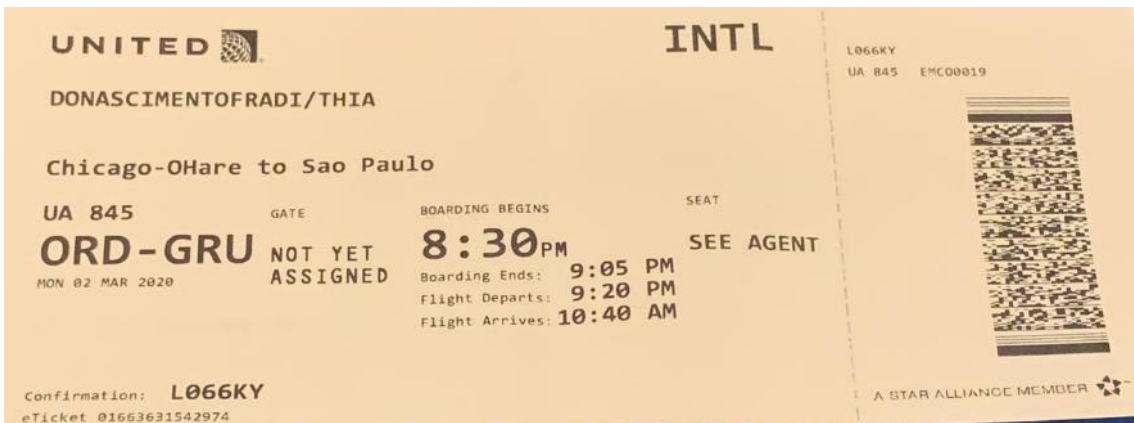 UNITED
INTL
DONASCIMENTOFRADI/THIA
Chicago-OHare to Sao Paulo
UA 845
GATE
BOARDING BEGINS
SEAT
ORD-GRU
NOT YET
ASSIGNED
8:30PM
SEE AGENT
MON 02 MAR 2020
Boarding Ends: 9:05 PM
Flight Departs: 9:20 PM
Flight Arrives: 10:40 AM
Confirmation: L066KY
eTicket 01663631542974
L066KY
UA 845 EMCO0019
A STAR ALLIANCE MEMBER